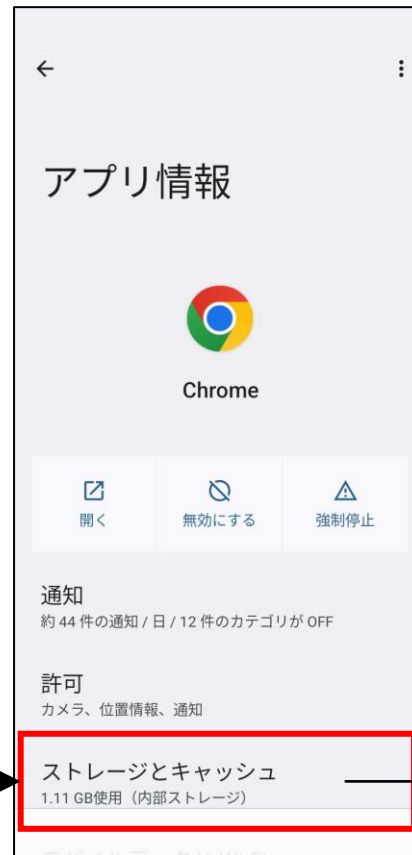 アプリ情報
Chrome
開く 無効にする 強制停止
通知
約 44 件の通知 / 日 / 12 件のカテゴリが OFF
許可
カメラ、位置情報、通知
ストレージとキャッシュ
1.11 GB使用（内部ストレージ）